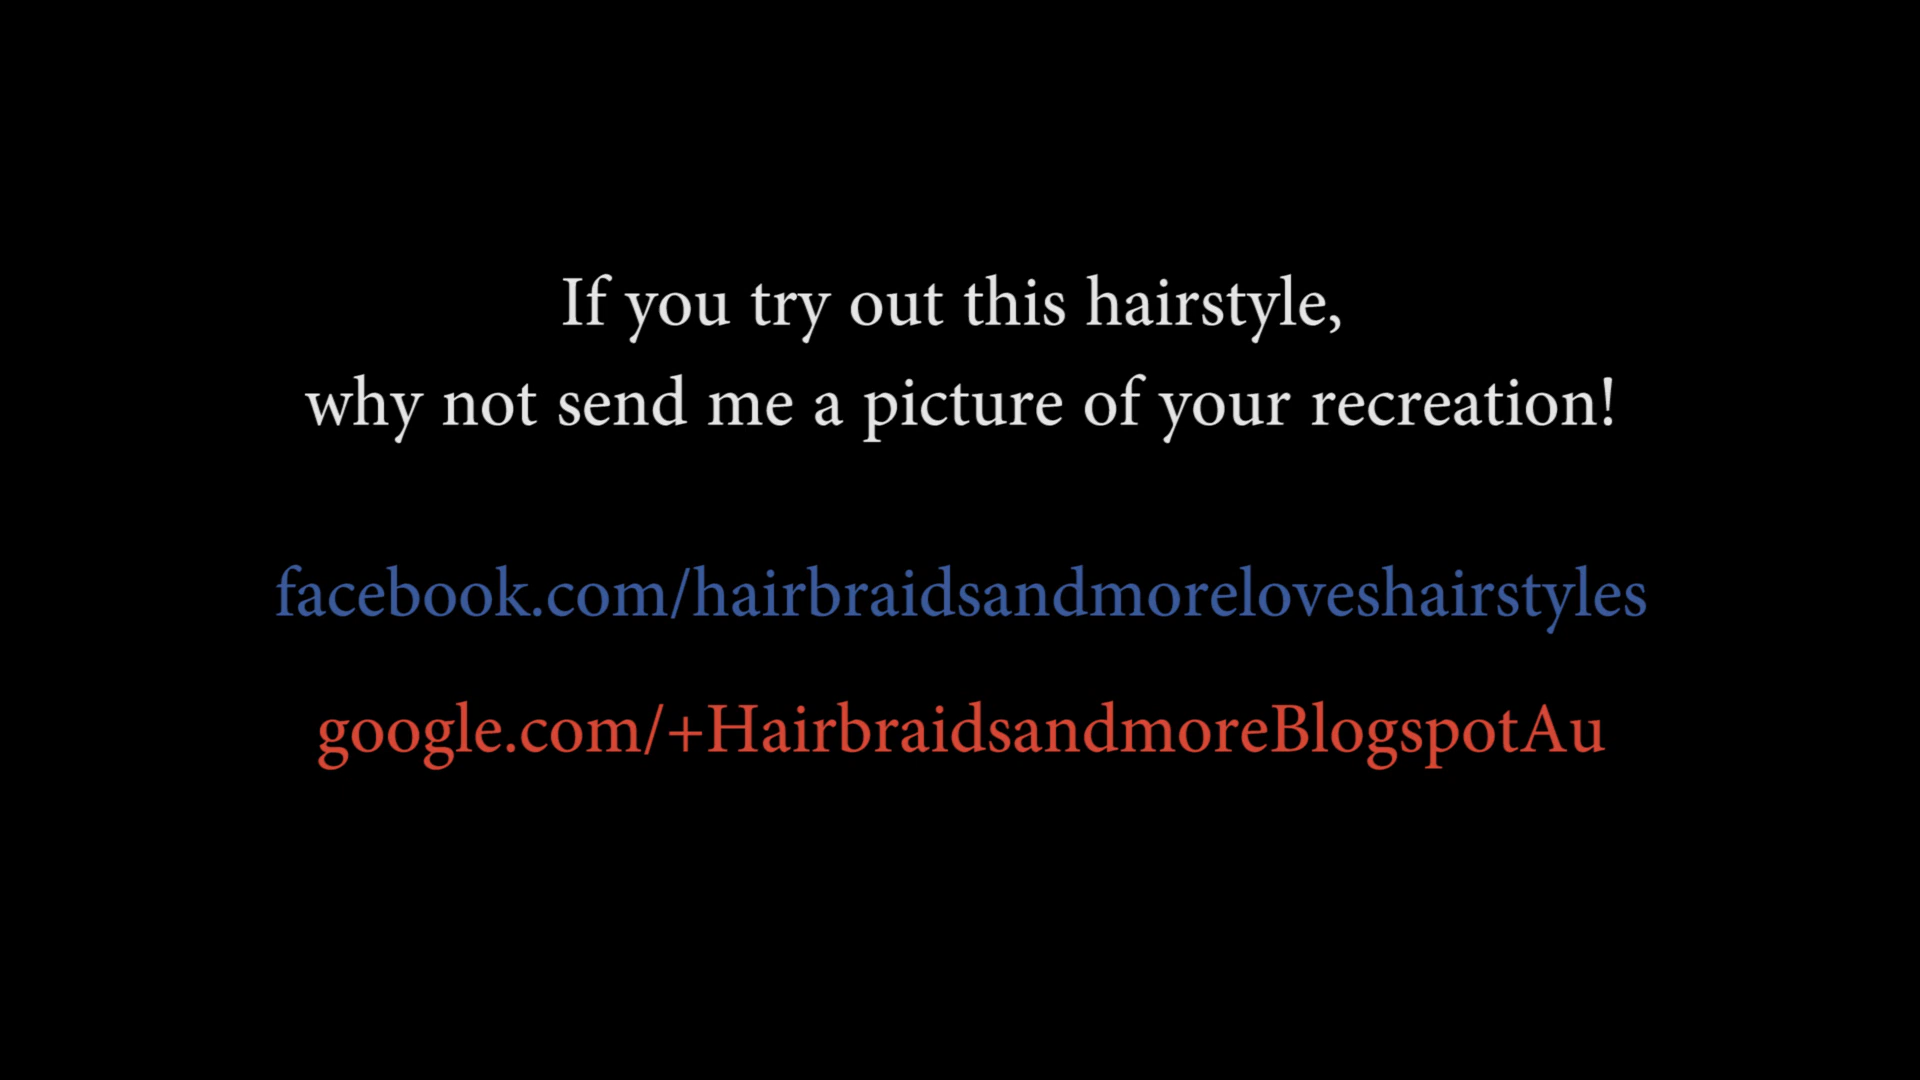 If you try out this hairstyle,
why not send me a picture of your recreation!
facebook.com/hairbraidsandmoreloveshairstyles
google.com/+HairbraidsandmoreBlogspotAu